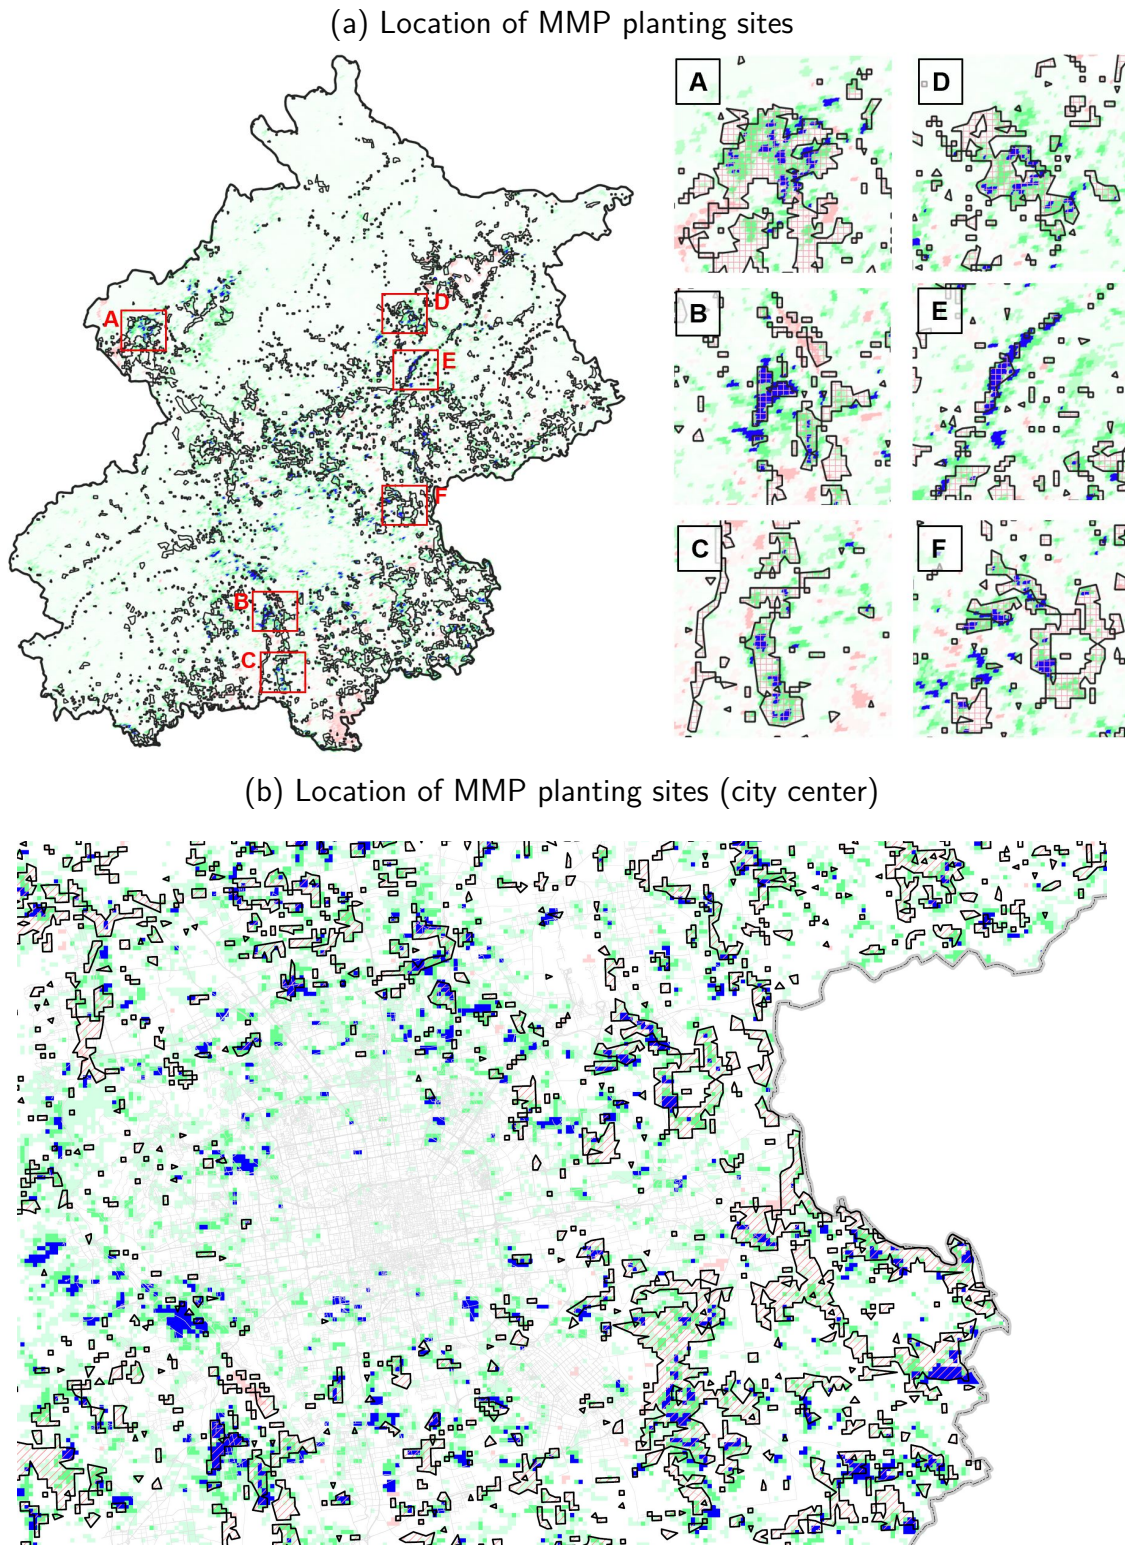 (a) Location of MMP planting sites
A
D
E
F
B
C
A
D
B
E
C
F
(b) Location of MMP planting sites (city center)